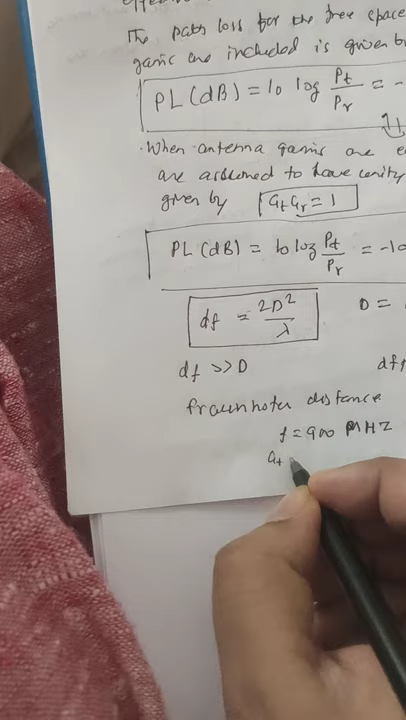 The path loss for the free space
gains are included is given b
PL(dB) = 10 log Pt/Pr = -
. When antenna gains are e
are assumed to have unity
given by GtGr = 1
PL (dB) = 10 log Pt/Pr = -10
df = 2D²/λ D =
df >> D df
fraunhofer distance
f = 900 MHZ
Gt